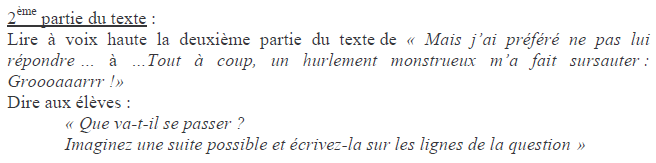 2ème partie du texte :
Lire à voix haute la deuxième partie du texte de « Mais j'ai préféré ne pas lui
répondre ... à ...Tout à coup, un hurlement monstrueux m'a fait sursauter :
Groooaaarrr !»
Dire aux élèves :
« Que va-t-il se passer ?
Imaginez une suite possible et écrivez-la sur les lignes de la question »